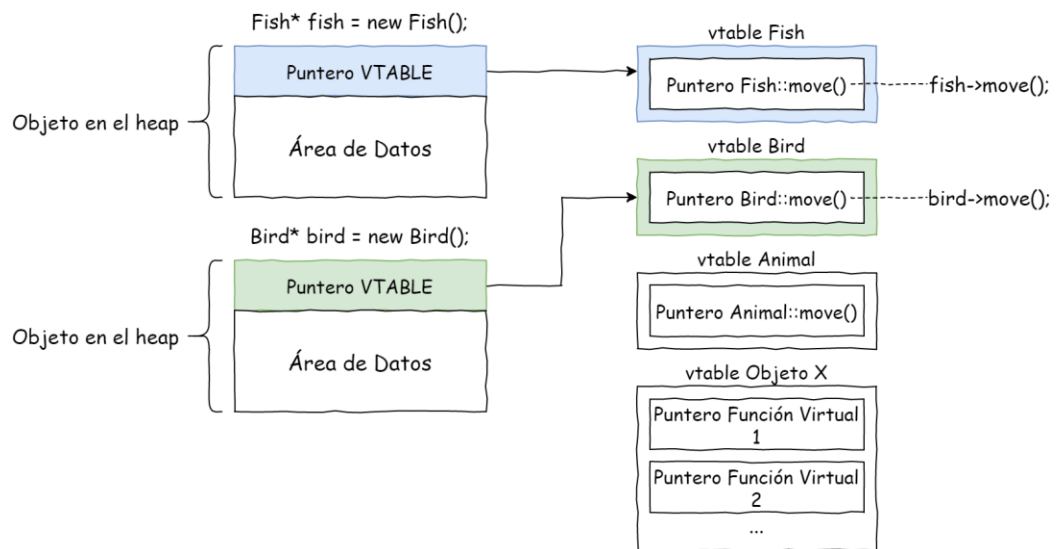 Fish* fish = new Fish();
Puntero VTABLE
Objeto en el heap
Área de Datos
Bird* bird = new Bird();
Puntero VTABLE
Objeto en el heap
Área de Datos
vtable Fish
Puntero Fish::move()
fish->move();
vtable Bird
Puntero Bird::move()
bird->move();
vtable Animal
Puntero Animal::move()
vtable Objeto X
Puntero Función Virtual
1
Puntero Función Virtual
2
...